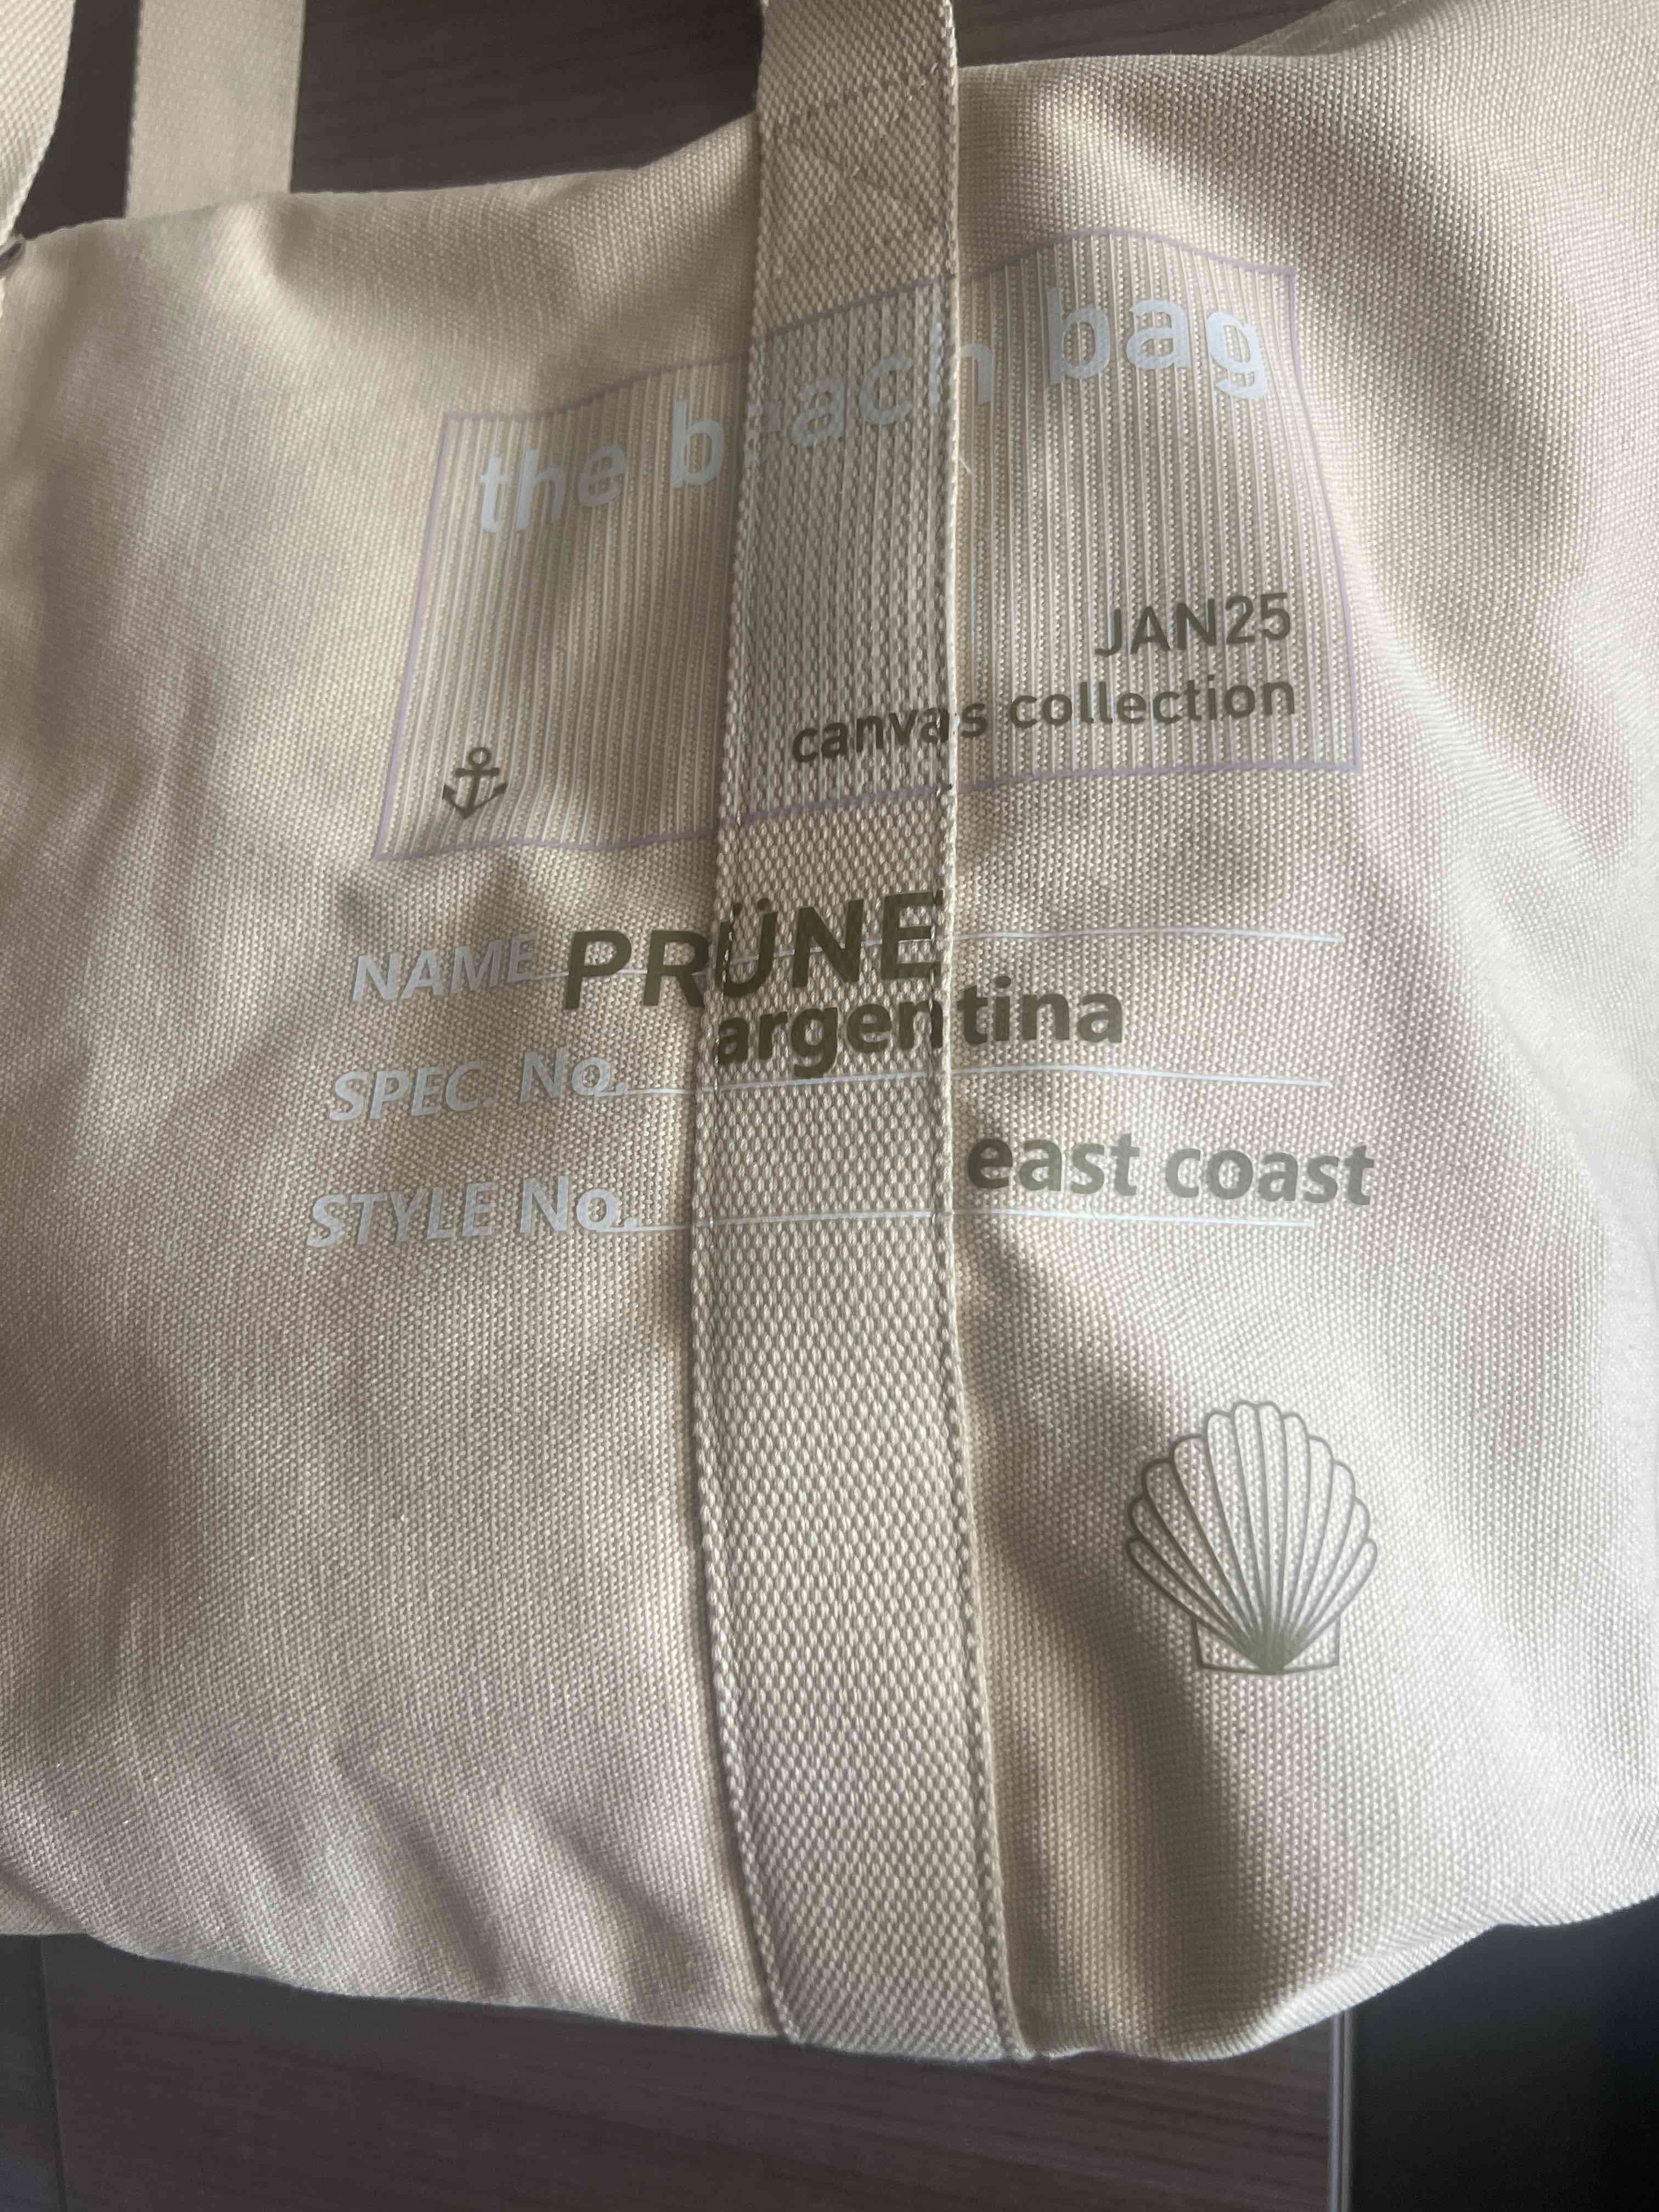 the beach bag
JAN25
canvas collection
NAME PRÜNE
argentina
SPEC. No.
east coast
STYLE No.